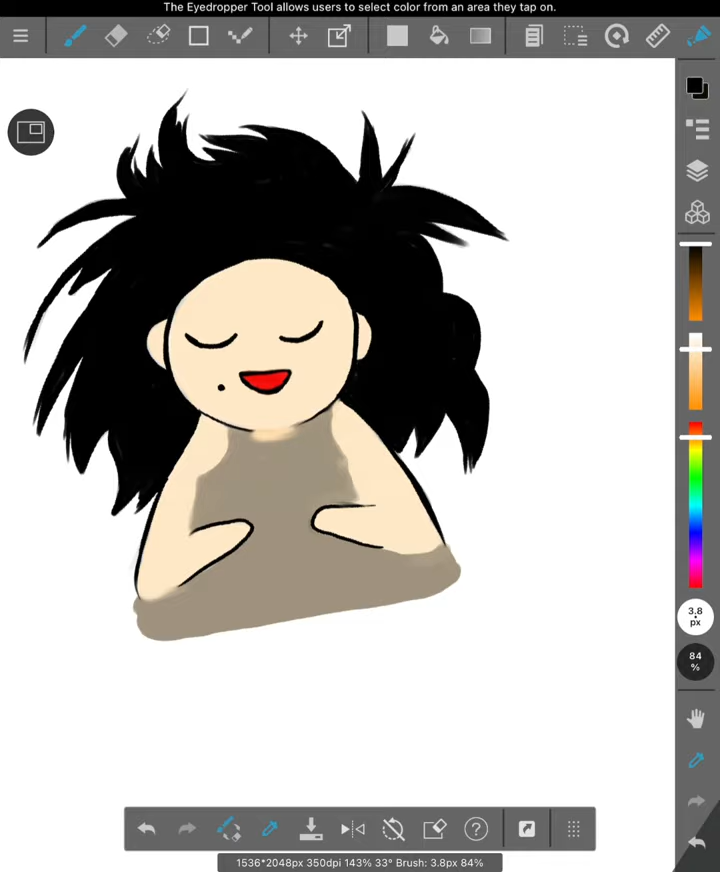 The Eyedropper Tool allows users to select color from an area they tap on.
3.8
px
84
%
1536*2048px 350dpi 143% 33° Brush: 3.8px 84%